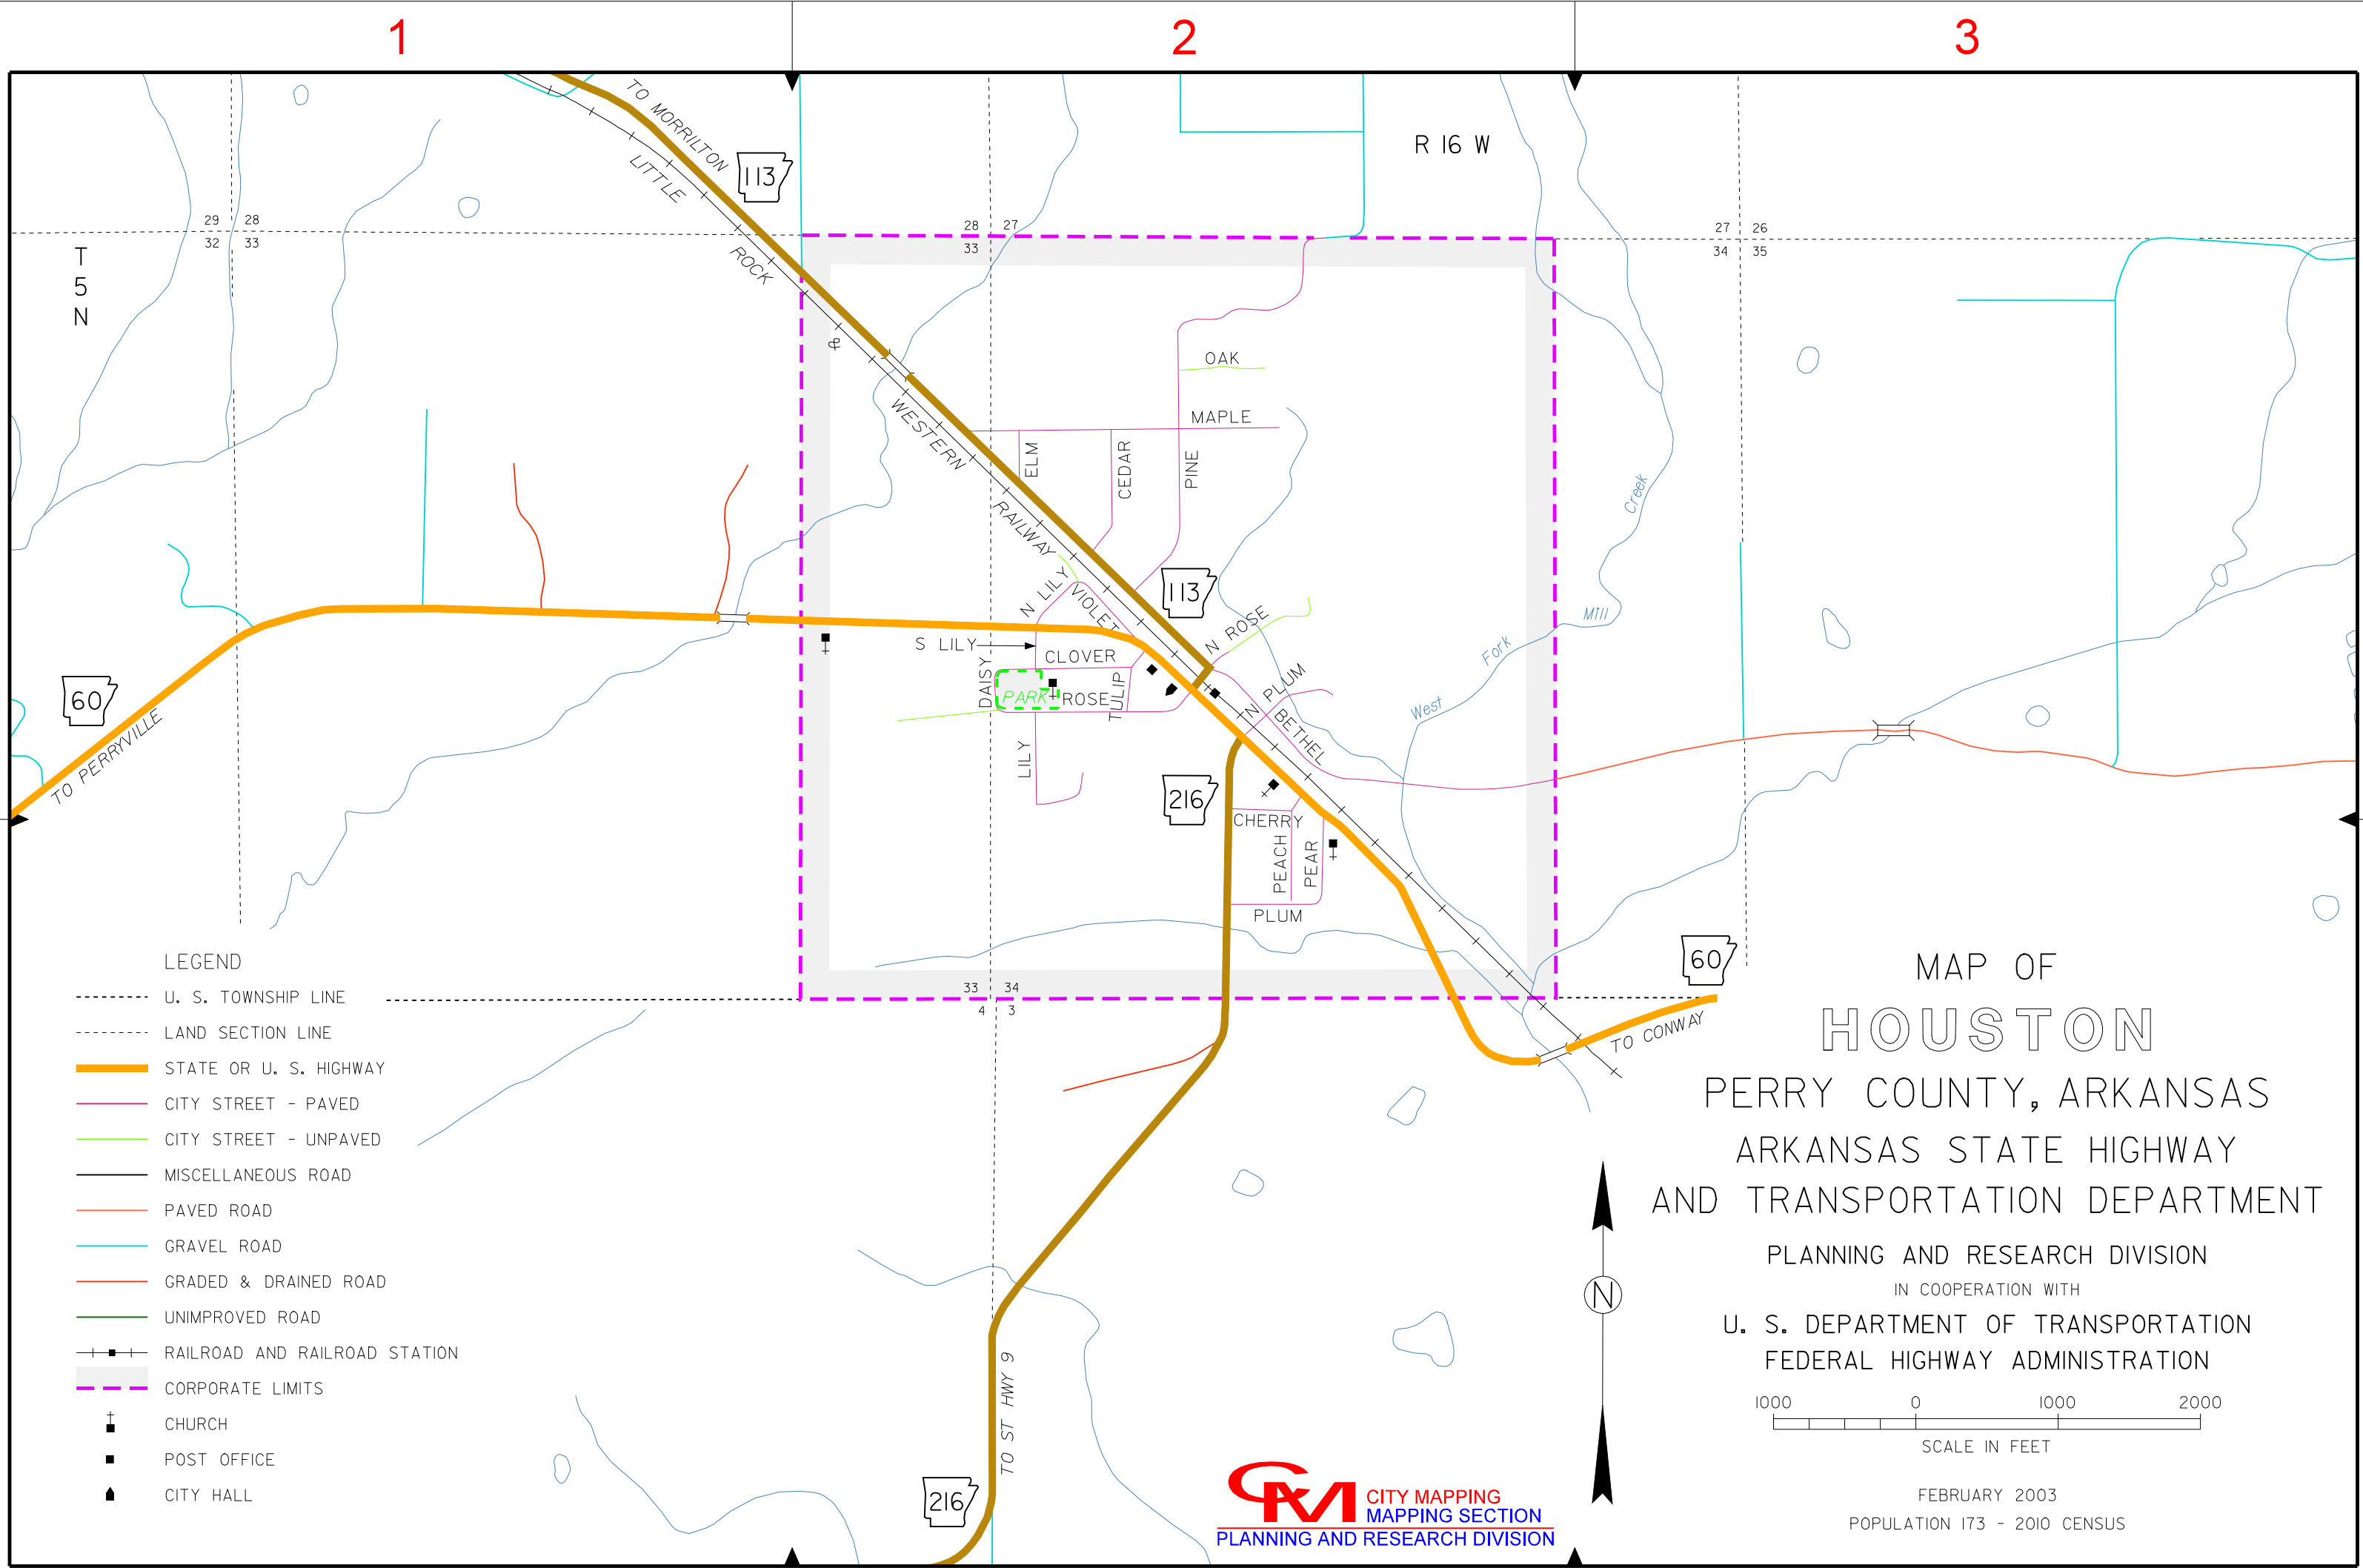 1
2
3
TO MORRILTON
113
LITTLE
ROCK
&
WESTERN
RAILWAY
R 16 W
T
5
N
29 28
32 33
28 27
33
27 26
34 35
OAK
MAPLE
ELM
CEDAR
PINE
Creek
Mill
Fork
West
113
N LILY
VIOLET
N ROSE
S LILY
CLOVER
DAISY
PARK
ROSE
TULIP
N PLUM
BETHEL
LILY
60
TO PERRYVILLE
216
CHERRY
PEACH
PEAR
PLUM
33 34
4 3
60
TO CONWAY
TO ST HWY 9
216
LEGEND
U. S. TOWNSHIP LINE
LAND SECTION LINE
STATE OR U. S. HIGHWAY
CITY STREET - PAVED
CITY STREET - UNPAVED
MISCELLANEOUS ROAD
PAVED ROAD
GRAVEL ROAD
GRADED & DRAINED ROAD
UNIMPROVED ROAD
RAILROAD AND RAILROAD STATION
CORPORATE LIMITS
CHURCH
POST OFFICE
CITY HALL
MAP OF
HOUSTON
PERRY COUNTY, ARKANSAS
ARKANSAS STATE HIGHWAY
AND TRANSPORTATION DEPARTMENT
PLANNING AND RESEARCH DIVISION
IN COOPERATION WITH
U. S. DEPARTMENT OF TRANSPORTATION
FEDERAL HIGHWAY ADMINISTRATION
1000 0 1000 2000
SCALE IN FEET
FEBRUARY 2003
POPULATION 173 - 2010 CENSUS
N
CM
CITY MAPPING
MAPPING SECTION
PLANNING AND RESEARCH DIVISION